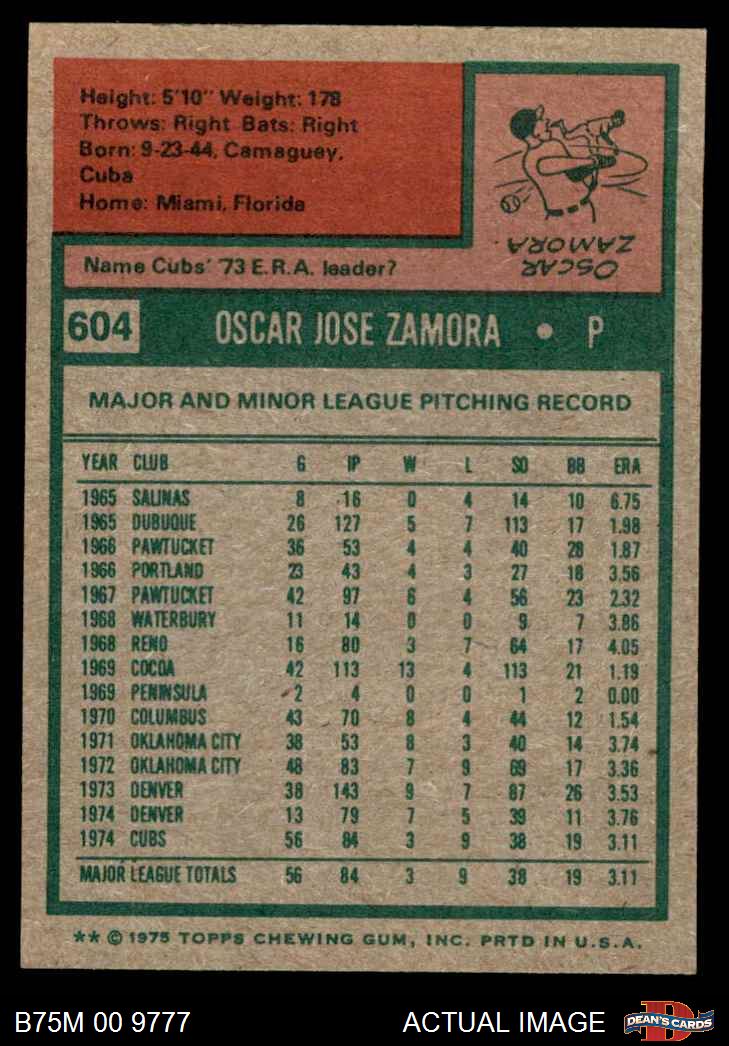 Height: 5'10" Weight: 178
Throws: Right Bats: Right
Born: 9-23-44, Camaguey,
Cuba
Home: Miami, Florida
Name Cubs' '73 E.R.A. leader?
OSCAR
ZAMORA
604 OSCAR JOSE ZAMORA • P
MAJOR AND MINOR LEAGUE PITCHING RECORD
YEAR CLUB G IP W L SO BB ERA
1965 SALINAS 8 16 0 4 14 10 6.75
1965 DUBUQUE 26 127 5 7 113 17 1.98
1966 PAWTUCKET 36 53 4 4 40 28 1.87
1966 PORTLAND 23 43 4 3 27 18 3.56
1967 PAWTUCKET 42 97 6 4 56 23 2.32
1968 WATERBURY 11 14 0 0 9 7 3.86
1968 RENO 16 80 3 7 64 17 4.05
1969 COCOA 42 113 13 4 113 21 1.19
1969 PENINSULA 2 4 0 0 1 2 0.00
1970 COLUMBUS 43 70 8 4 44 12 1.54
1971 OKLAHOMA CITY 38 53 8 3 40 14 3.74
1972 OKLAHOMA CITY 48 83 7 9 69 17 3.36
1973 DENVER 38 143 9 7 87 26 3.53
1974 DENVER 13 79 7 5 39 11 3.76
1974 CUBS 56 84 3 9 38 19 3.11
MAJOR LEAGUE TOTALS 56 84 3 9 38 19 3.11
** © 1975 TOPPS CHEWING GUM, INC. PRTD IN U.S.A.
B75M 00 9777 ACTUAL IMAGE
D
DEAN'S CARDS